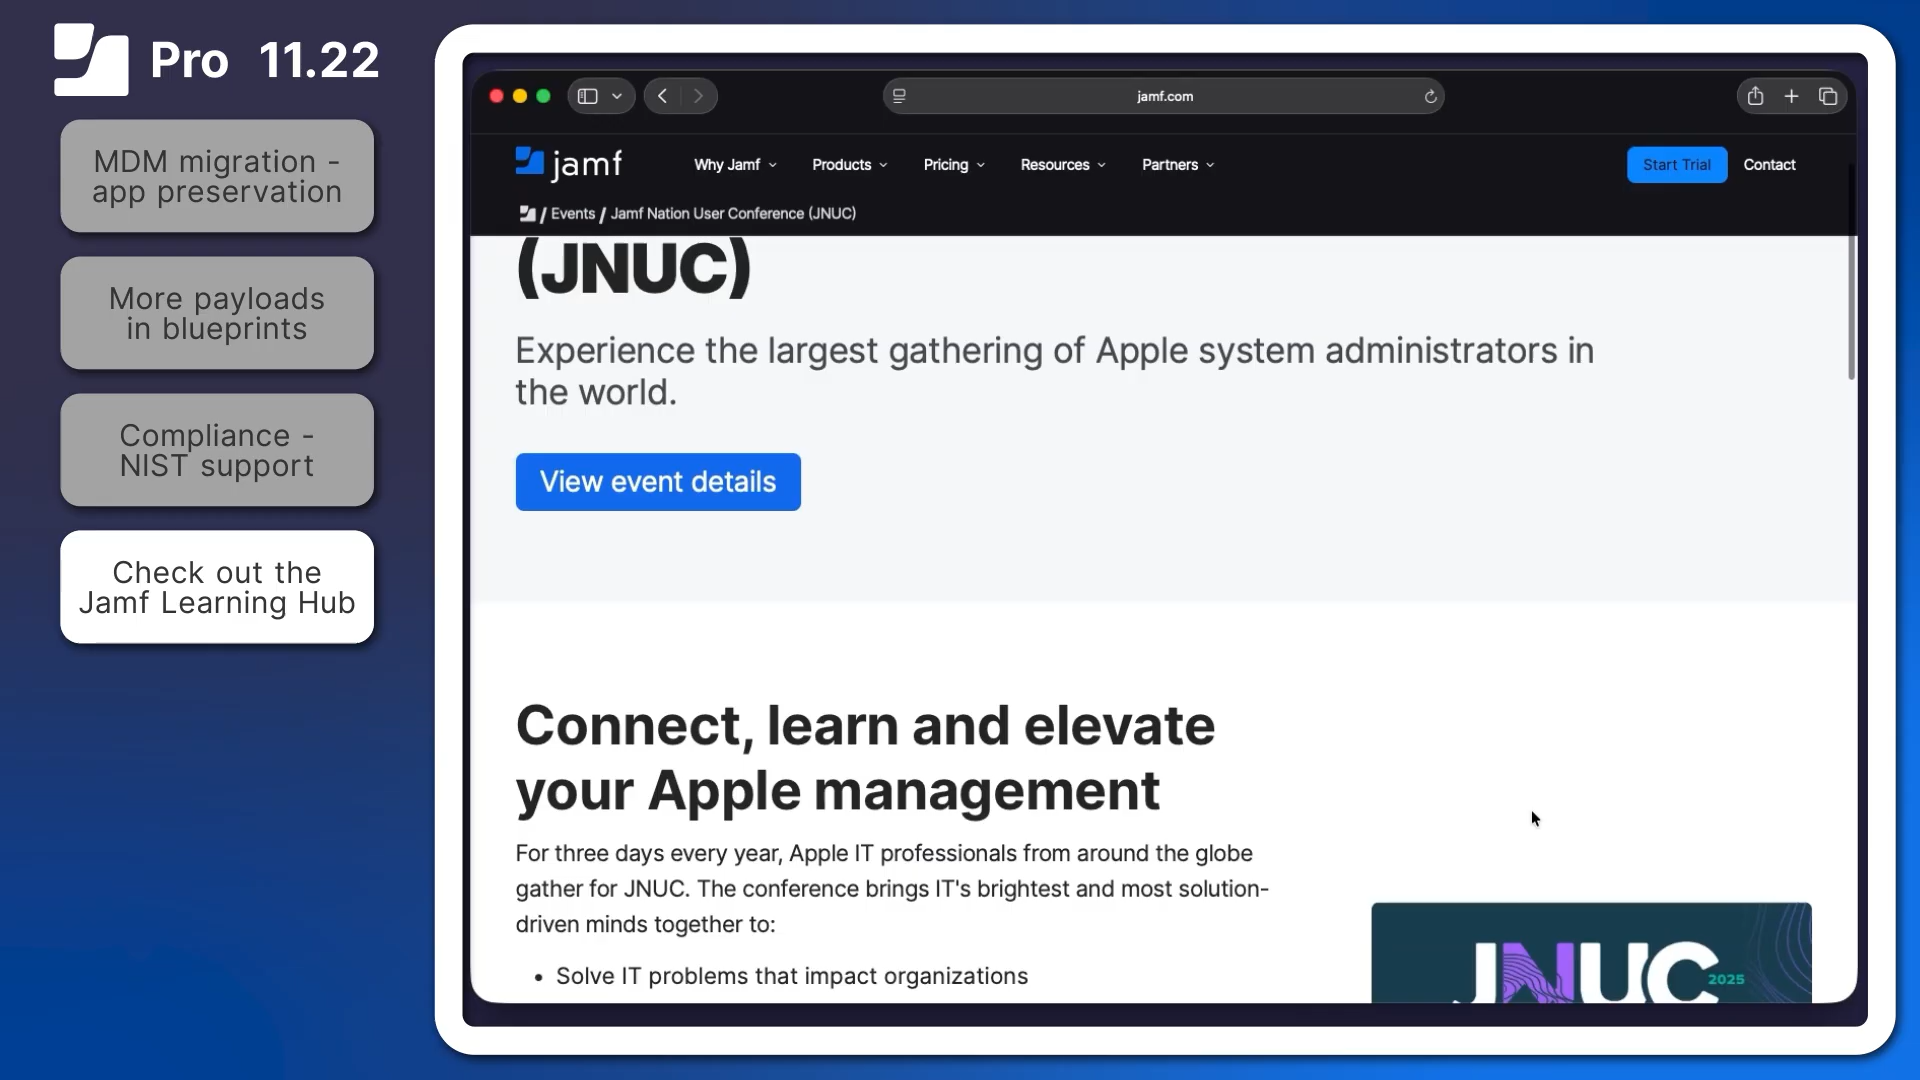 Pro 11.22
MDM migration -
app preservation
More payloads
in blueprints
Compliance -
NIST support
Check out the
Jamf Learning Hub
jamf.com
jamf
Why Jamf
Products
Pricing
Resources
Partners
Start Trial
Contact
/ Events / Jamf Nation User Conference (JNUC)
(JNUC)
Experience the largest gathering of Apple system administrators in
the world.
View event details
Connect, learn and elevate
your Apple management
For three days every year, Apple IT professionals from around the globe
gather for JNUC. The conference brings IT's brightest and most solution-
driven minds together to:
• Solve IT problems that impact organizations
JNUC 2025